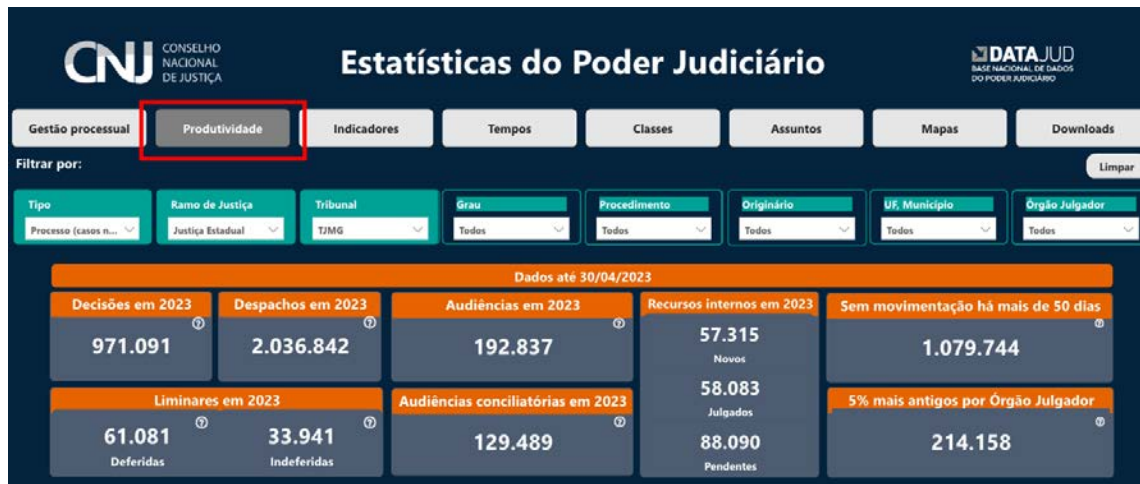 CNJ CONSELHO NACIONAL DE JUSTIÇA
Estatísticas do Poder Judiciário
DATAJUD
BASE NACIONAL DE DADOS
DO PODER JUDICIÁRIO
Gestão processual Produtividade Indicadores Tempos Classes Assuntos Mapas Downloads
Filtrar por:
Limpar
Tipo Ramo de Justiça Tribunal Grau Procedimento Originário UF, Município Órgão Julgador
Processo (casos n... Justiça Estadual TJMG Todos Todos Todos Todos Todos
Dados até 30/04/2023
Decisões em 2023
971.091
Despachos em 2023
2.036.842
Audiências em 2023
192.837
Recursos internos em 2023
57.315
Novos
58.083
Julgados
88.090
Pendentes
Sem movimentação há mais de 50 dias
1.079.744
Liminares em 2023
61.081 33.941
Deferidas Indeferidas
Audiências conciliatórias em 2023
129.489
5% mais antigos por Órgão Julgador
214.158